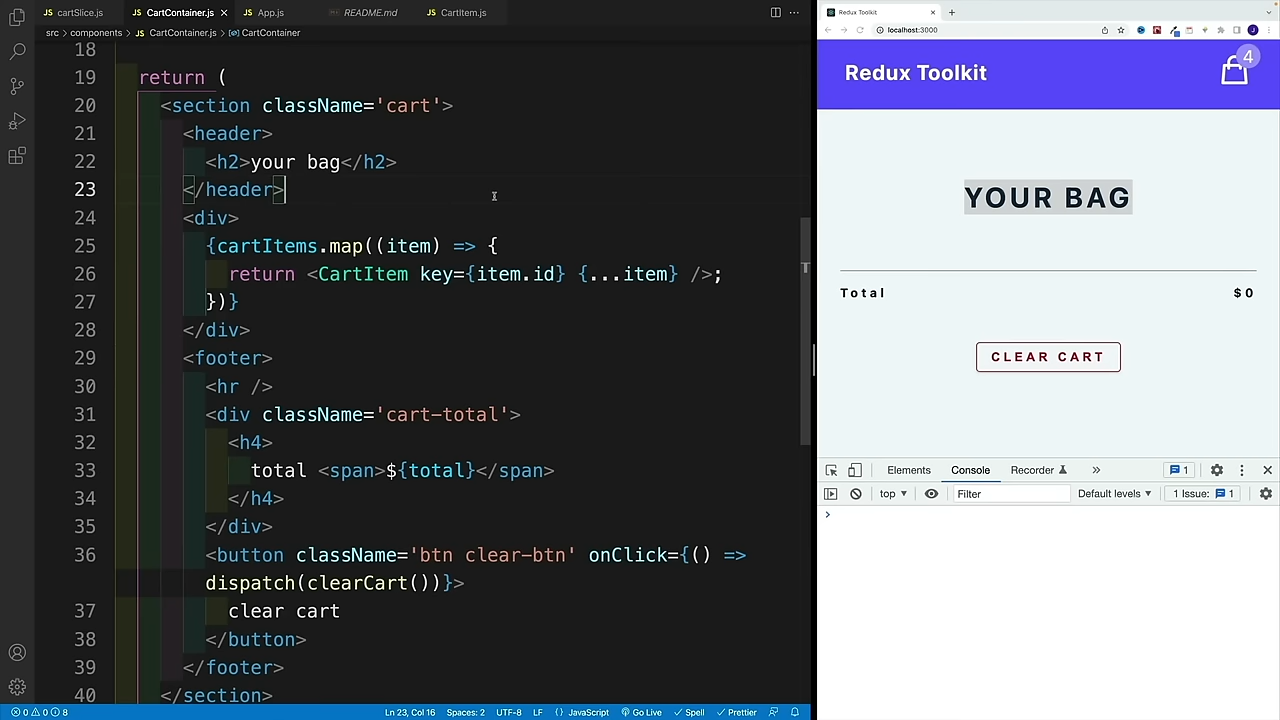 cartSlice.js CartContainer.js App.js README.md CartItem.js
src > components > CartContainer.js > CartContainer
18
19 return (
20 <section className='cart'>
21 <header>
22 <h2>your bag</h2>
23 </header>
24 <div>
25 {cartItems.map((item) => {
26 return <CartItem key={item.id} {...item} />;
27 })}
28 </div>
29 <footer>
30 <hr />
31 <div className='cart-total'>
32 <h4>
33 total <span>${total}</span>
34 </h4>
35 </div>
36 <button className='btn clear-btn' onClick={() =>
dispatch(clearCart())}>
37 clear cart
38 </button>
39 </footer>
40 </section>
0 0 8 Ln 23, Col 16 Spaces: 2 UTF-8 LF {} JavaScript Go Live Spell Prettier
Redux Toolkit
localhost:3000
Redux Toolkit
4
YOUR BAG
Total $0
CLEAR CART
Elements Console Recorder 1
top Filter Default levels 1 Issue: 1